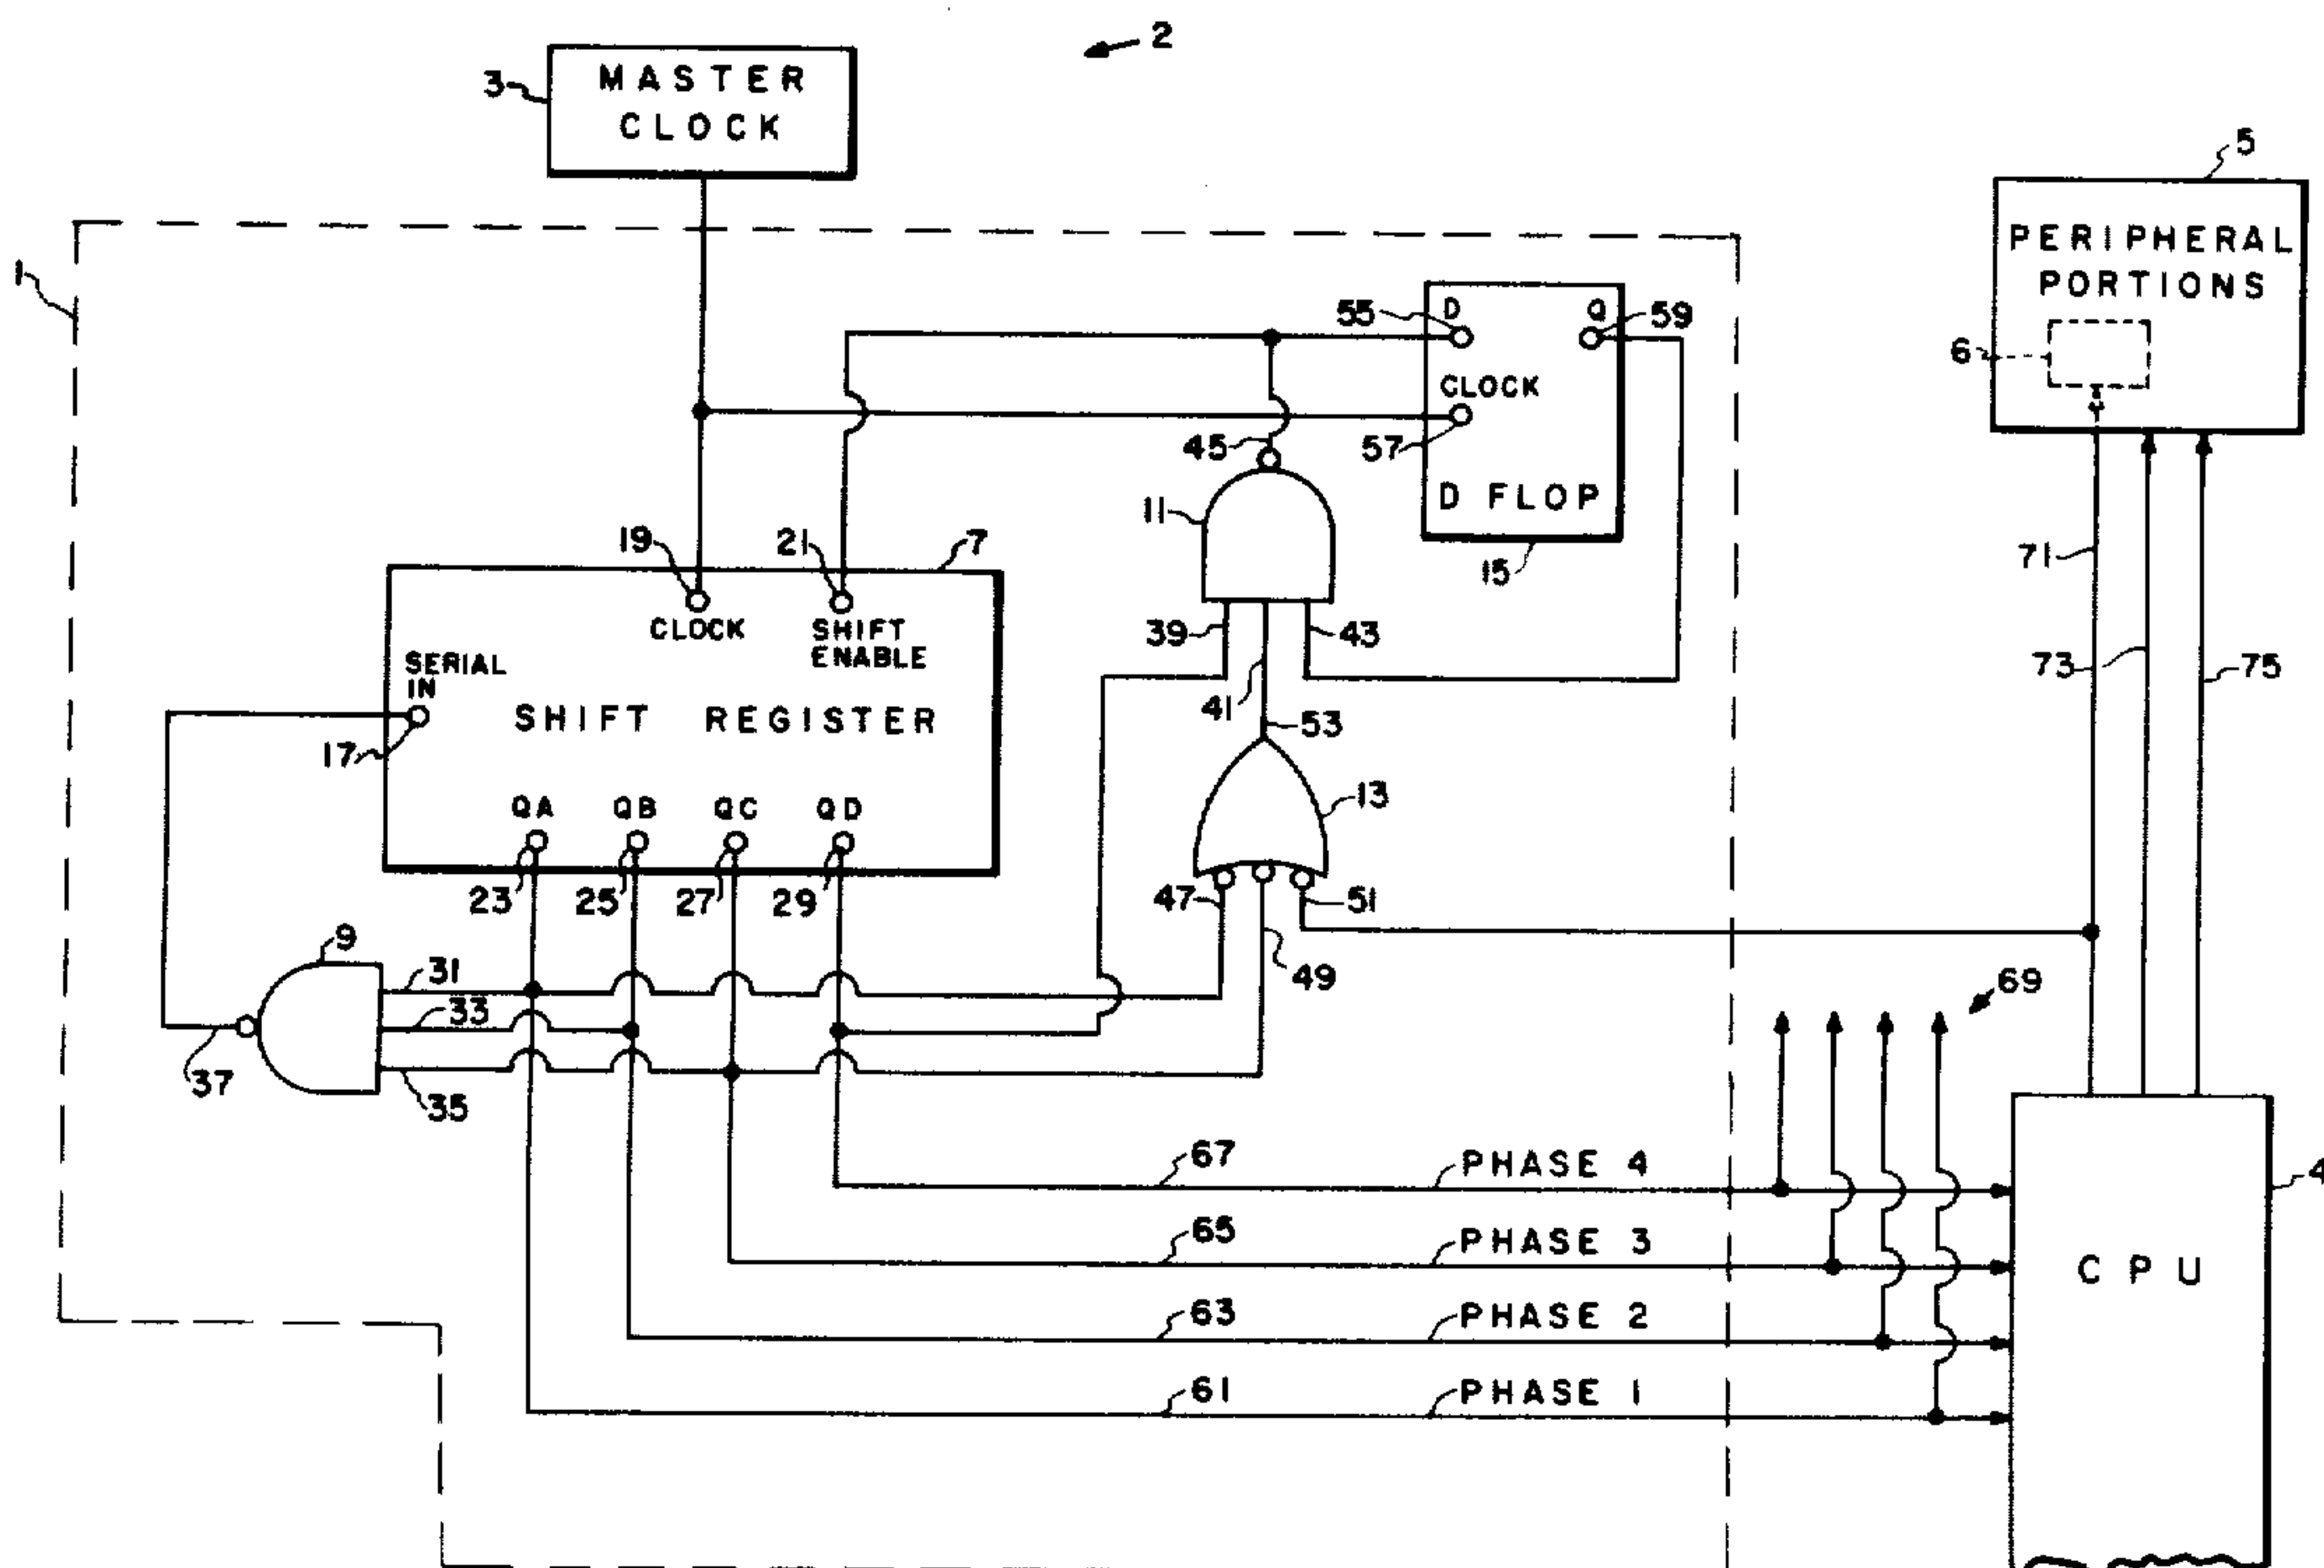 2
MASTER
CLOCK
3
5
PERIPHERAL
PORTIONS
6
1
D
Q
55
59
CLOCK
57
D FLOP
15
45
11
71
19
21
7
CLOCK
SHIFT
ENABLE
39
43
73
75
SERIAL
IN
41
53
SHIFT REGISTER
17
13
QA QB QC QD
23
25
27
29
47
51
49
9
31
33
35
37
69
67
PHASE 4
4
65
PHASE 3
CPU
63
PHASE 2
61
PHASE 1